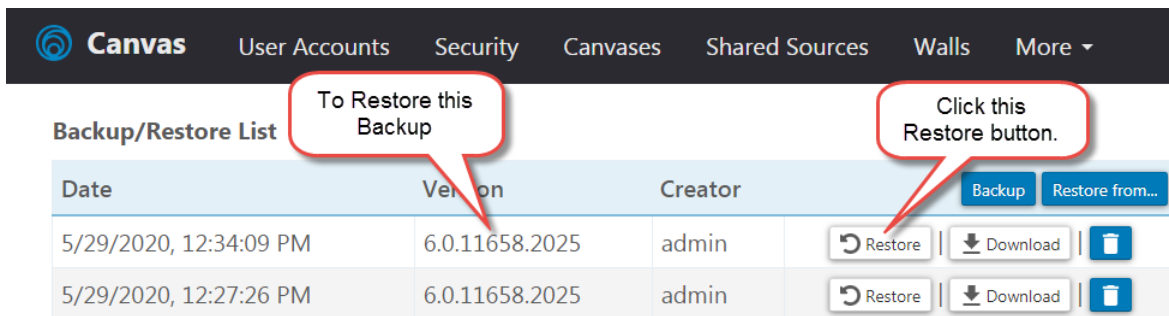 Canvas User Accounts Security Canvases Shared Sources Walls More
To Restore this
Backup
Click this
Restore button.
Backup/Restore List
Date Version Creator Backup Restore from...
5/29/2020, 12:34:09 PM 6.0.11658.2025 admin Restore | Download |
5/29/2020, 12:27:26 PM 6.0.11658.2025 admin Restore | Download |